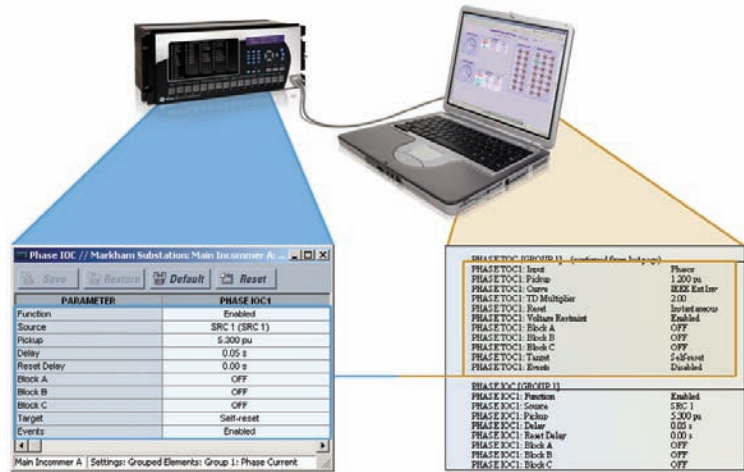 Phase IOC // Markham Substation: Main Incommer A: ...
Save Restore Default Reset
PARAMETER PHASE IOC1
Function Enabled
Source SRC 1 (SRC 1)
Pickup 5.300 pu
Delay 0.05 s
Reset Delay 0.00 s
Block A OFF
Block B OFF
Block C OFF
Target Self-reset
Events Enabled
Main Incommer A Settings: Grouped Elements: Group 1: Phase Current
PHASE TOC [GROUP 1] (continued from last page)
PHASE TOC1: Input Phasor
PHASE TOC1: Pickup 1.200 pu
PHASE TOC1: Curve IEEE Ext Inv
PHASE TOC1: TD Multiplier 2.00
PHASE TOC1: Reset Instantaneous
PHASE TOC1: Voltage Restraint Enabled
PHASE TOC1: Block A OFF
PHASE TOC1: Block B OFF
PHASE TOC1: Block C OFF
PHASE TOC1: Target Self-reset
PHASE TOC1: Events Disabled
PHASE IOC [GROUP 1]
PHASE IOC1: Function Enabled
PHASE IOC1: Source SRC 1
PHASE IOC1: Pickup 5.300 pu
PHASE IOC1: Delay 0.05 s
PHASE IOC1: Reset Delay 0.00 s
PHASE IOC1: Block A OFF
PHASE IOC1: Block B OFF
PHASE IOC1: Block C OFF